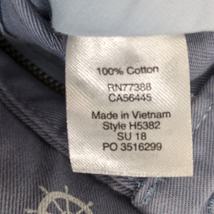 100% Cotton
RN77388
CA56445
Made in Vietnam
Style H5382
SU 18
PO 3516299